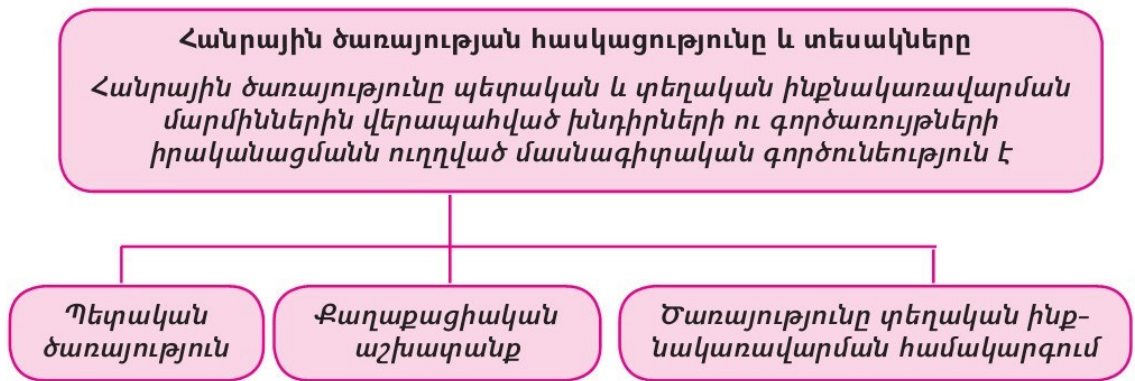 Հանրային ծառայության հասկացությունը և տեսակները
Հանրային ծառայությունը պետական և տեղական ինքնակառավարման
մարմիններին վերապահված խնդիրների ու գործառույթների
իրականացմանն ուղղված մասնագիտական գործունեություն է
Պետական
ծառայություն
Քաղաքացիական
աշխատանք
Ծառայությունը տեղական ինք-
նակառավարման համակարգում